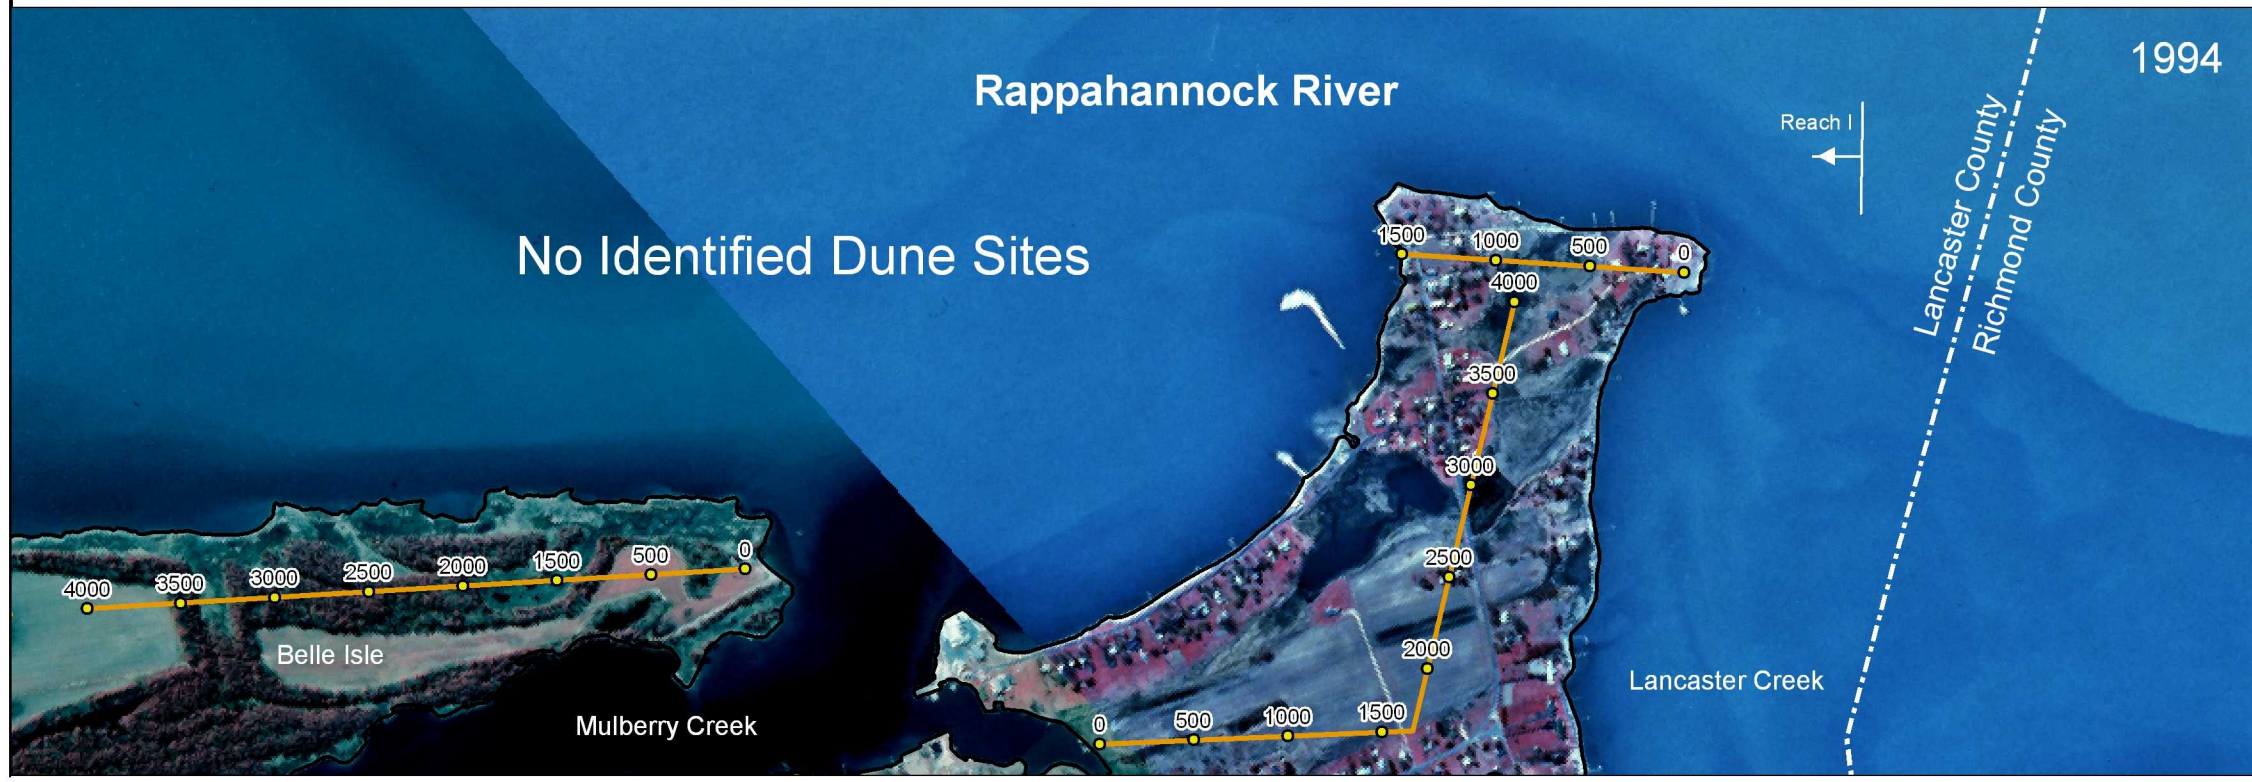 1994
Rappahannock River
Reach I
Lancaster County
Richmond County
No Identified Dune Sites
1500 1000 500 0
4000
3500
3000
2500
2000
4000 3500 3000 2500 2000 1500 500 0
Belle Isle
Lancaster Creek
Mulberry Creek
0 500 1000 1500